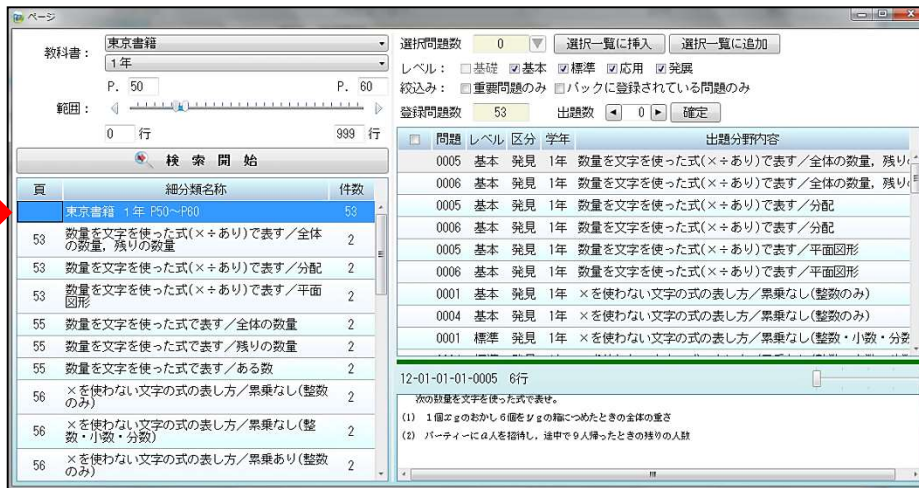 ページ
教科書：
東京書籍
1年
P. 50
P. 60
範囲：
0 行
999 行
検 索 開 始
頁 細分類名称 件数
東京書籍 1年 P50～P60 53
53 数量を文字を使った式(×÷あり)で表す／全体の数量，残りの数量 2
53 数量を文字を使った式(×÷あり)で表す／分配 2
53 数量を文字を使った式(×÷あり)で表す／平面図形 2
55 数量を文字を使った式で表す／全体の数量 2
55 数量を文字を使った式で表す／残りの数量 2
55 数量を文字を使った式で表す／ある数 2
56 ×を使わない文字の式の表し方／累乗なし(整数のみ) 2
56 ×を使わない文字の式の表し方／累乗なし(整数・小数・分数) 2
56 ×を使わない文字の式の表し方／累乗あり(整数のみ) 2
選択問題数 0 選択一覧に挿入 選択一覧に追加
レベル： 基礎 基本 標準 応用 発展
絞込み： 重要問題のみ パックに登録されている問題のみ
登録問題数 53 出題数 0 確定
問題 レベル 区分 学年 出題分野内容
0005 基本 発見 1年 数量を文字を使った式(×÷あり)で表す／全体の数量，残り
0006 基本 発見 1年 数量を文字を使った式(×÷あり)で表す／全体の数量，残り
0005 基本 発見 1年 数量を文字を使った式(×÷あり)で表す／分配
0006 基本 発見 1年 数量を文字を使った式(×÷あり)で表す／分配
0005 基本 発見 1年 数量を文字を使った式(×÷あり)で表す／平面図形
0006 基本 発見 1年 数量を文字を使った式(×÷あり)で表す／平面図形
0001 基本 発見 1年 ×を使わない文字の式の表し方／累乗なし(整数のみ)
0004 基本 発見 1年 ×を使わない文字の式の表し方／累乗なし(整数のみ)
0001 標準 発見 1年 ×を使わない文字の式の表し方／累乗なし(整数・小数・分数
12-01-01-01-0005 6行
次の数量を文字を使った式で表せ。
(1) 1個xgのおかし6個をygの箱につめたときの全体の重さ
(2) パーティーにa人を招待し，途中で9人帰ったときの残りの人数